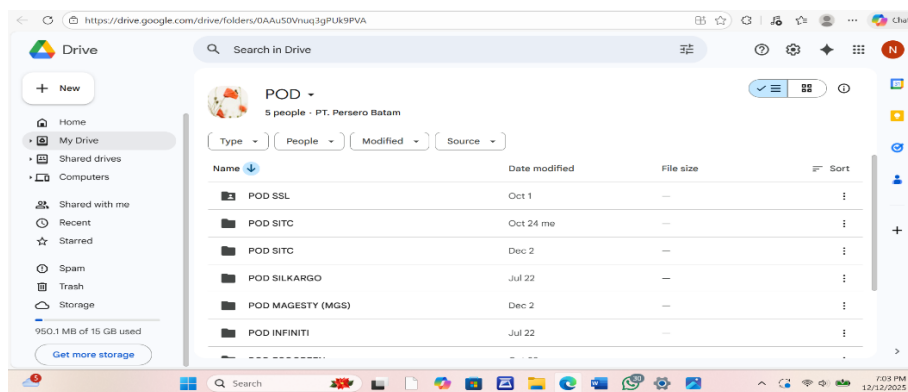 https://drive.google.com/drive/folders/0AAuS0Vnuq3gPUk9PVA
Chat
Drive
Search in Drive
N
New
POD
5 people - PT. Persero Batam
Home
My Drive
Shared drives
Computers
Shared with me
Recent
Starred
Spam
Trash
Storage
950.1 MB of 15 GB used
Get more storage
Type People Modified Source
Name Date modified File size Sort
POD SSL Oct 1 —
POD SITC Oct 24 me —
POD SITC Dec 2 —
POD SILKARGO Jul 22 —
POD MAGESTY (MGS) Dec 2 —
POD INFINITI Jul 22 —
Search
30
7:03 PM
12/12/2025